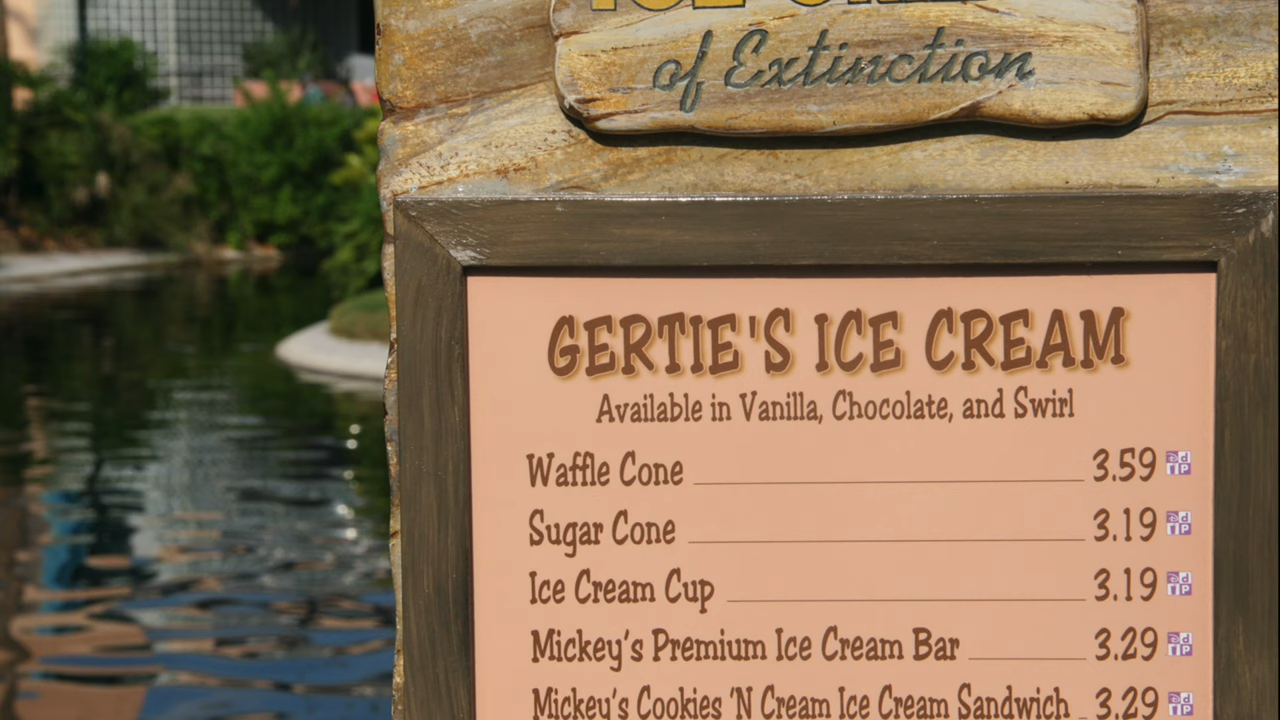 ICE CRE
of Extinction
GERTIE'S ICE CREAM
Available in Vanilla, Chocolate, and Swirl
Waffle Cone 3.59
Sugar Cone 3.19
Ice Cream Cup 3.19
Mickey's Premium Ice Cream Bar 3.29
Mickey's Cookies 'N Cream Ice Cream Sandwich 3.29